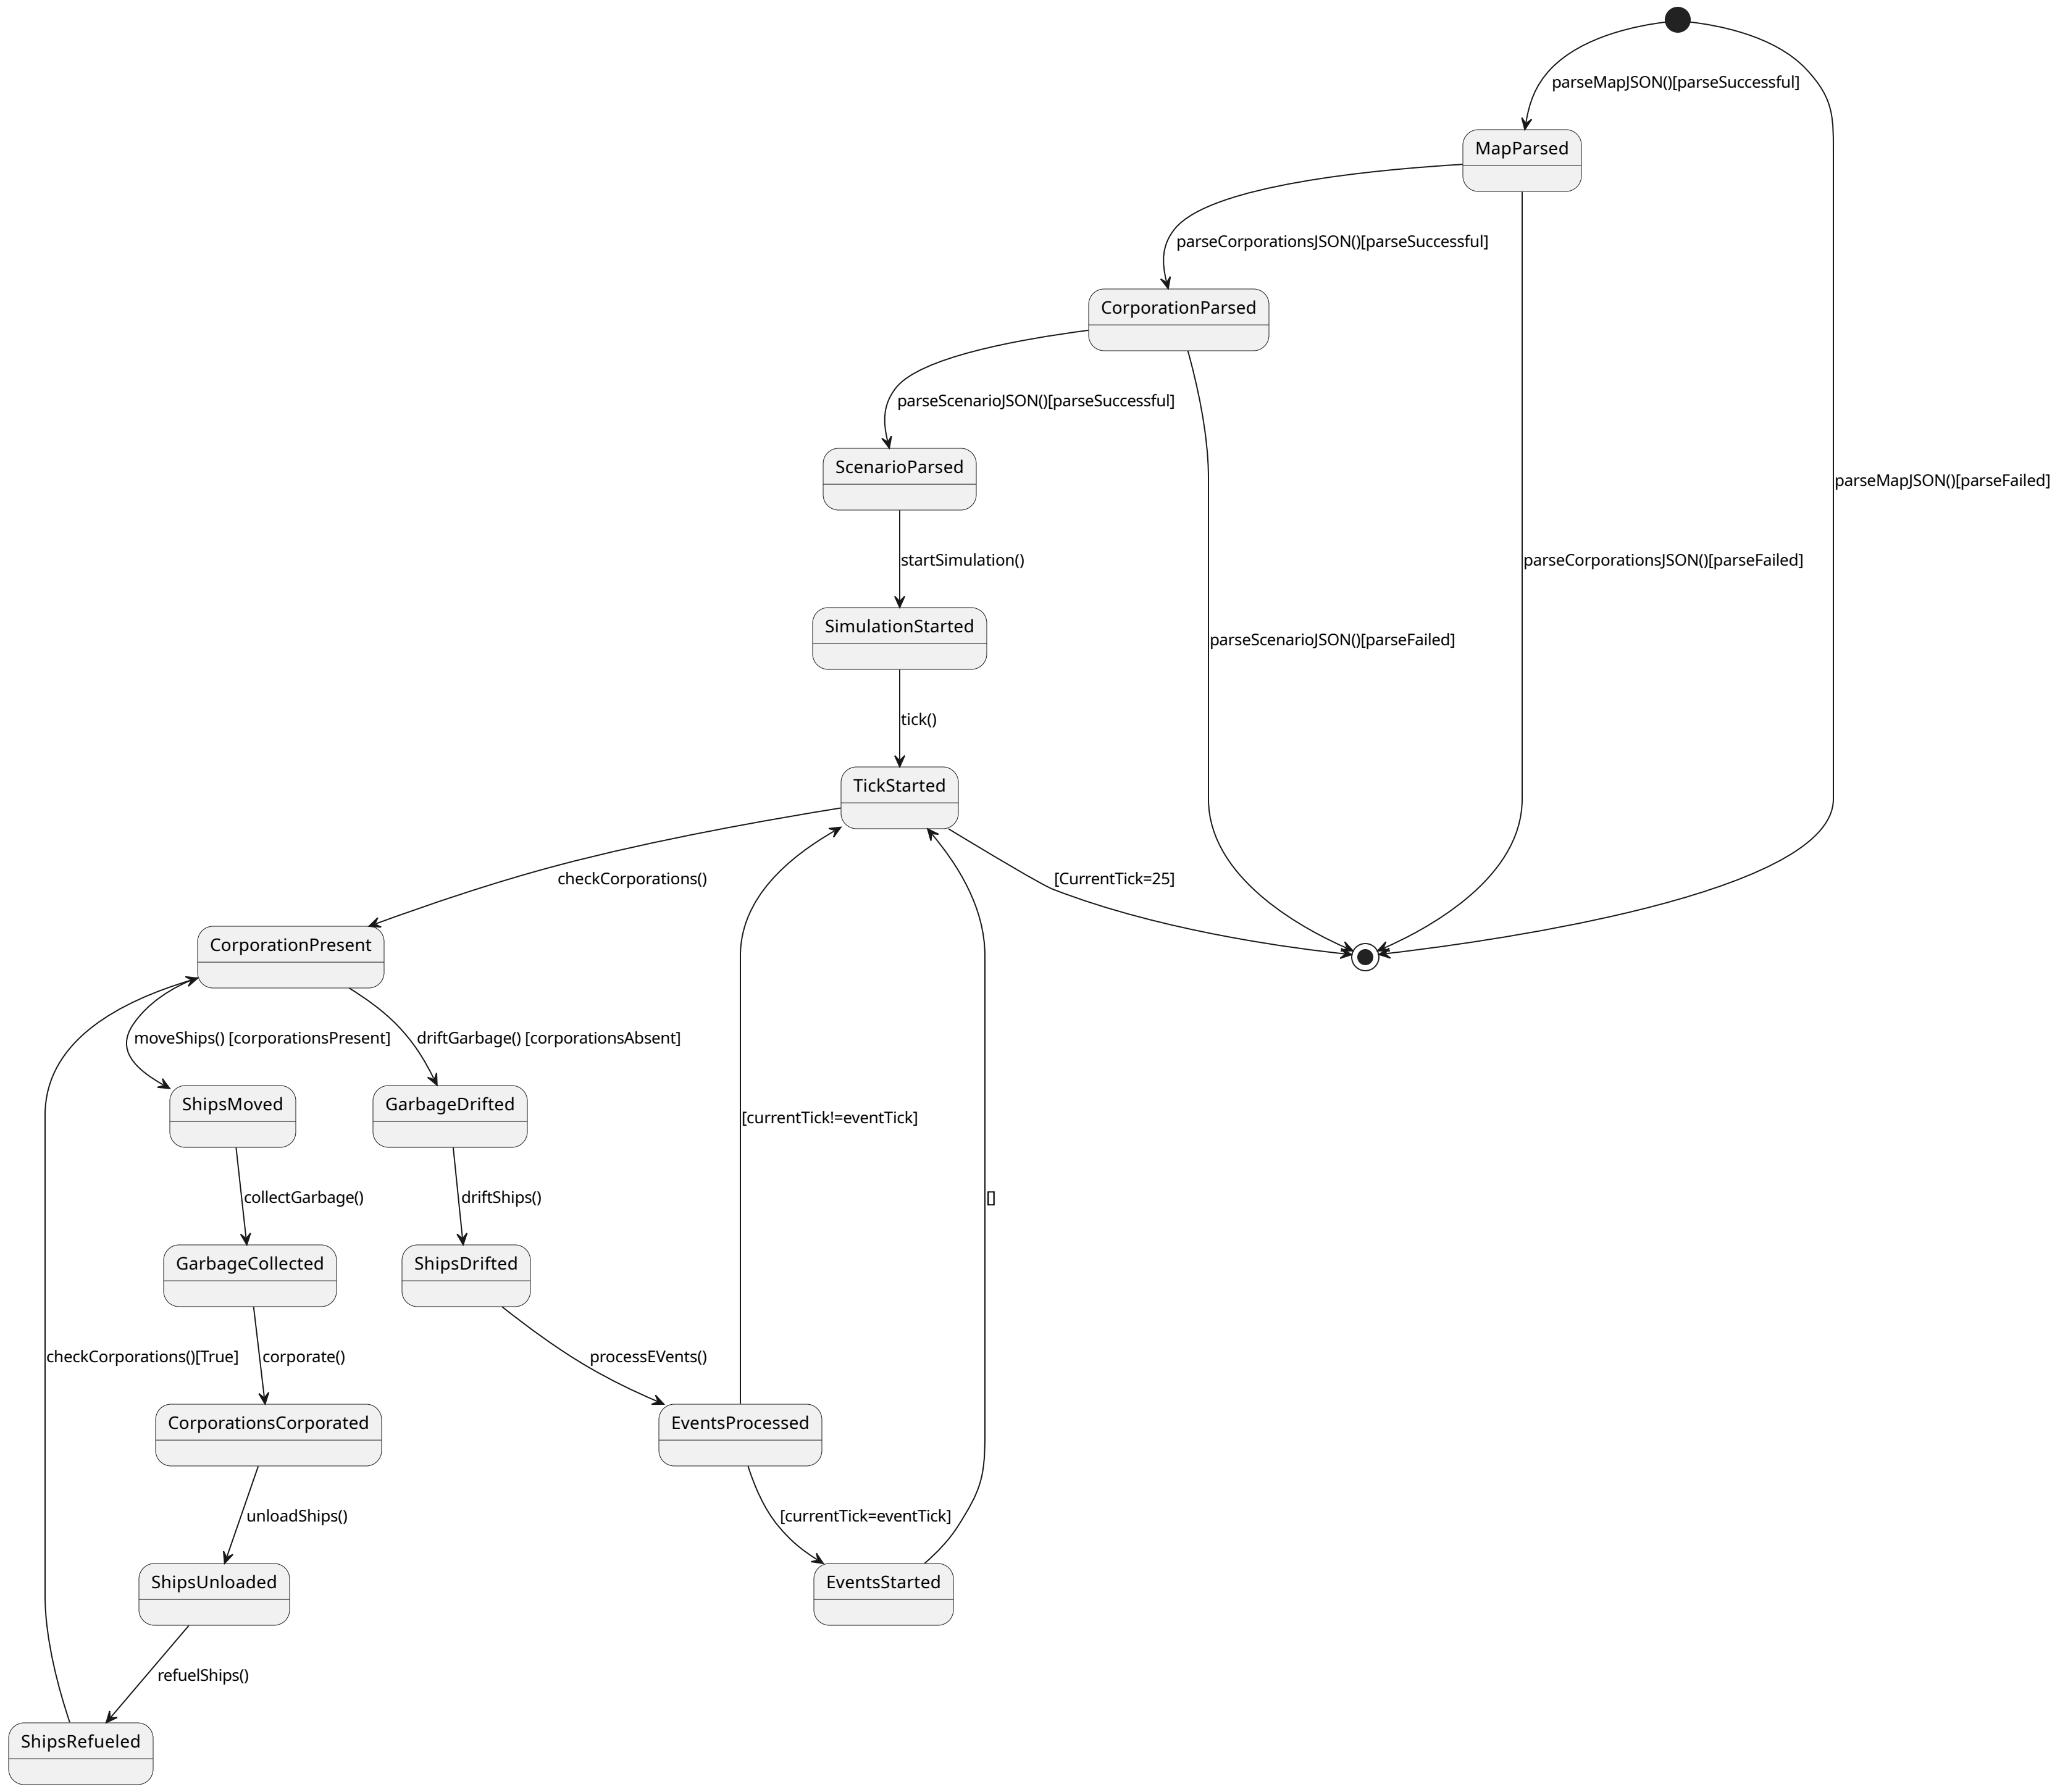 parseMapJSON()[parseSuccessful]
MapParsed
parseCorporationsJSON()[parseSuccessful]
CorporationParsed
parseScenarioJSON()[parseSuccessful]
ScenarioParsed
parseMapJSON()[parseFailed]
startSimulation()
parseCorporationsJSON()[parseFailed]
SimulationStarted
parseScenarioJSON()[parseFailed]
tick()
TickStarted
checkCorporations()
[CurrentTick=25]
CorporationPresent
moveShips() [corporationsPresent]
driftGarbage() [corporationsAbsent]
ShipsMoved
GarbageDrifted
[currentTick!=eventTick]
collectGarbage()
driftShips()
[]
GarbageCollected
ShipsDrifted
checkCorporations()[True]
corporate()
processEVents()
CorporationsCorporated
EventsProcessed
unloadShips()
[currentTick=eventTick]
ShipsUnloaded
EventsStarted
refuelShips()
ShipsRefueled